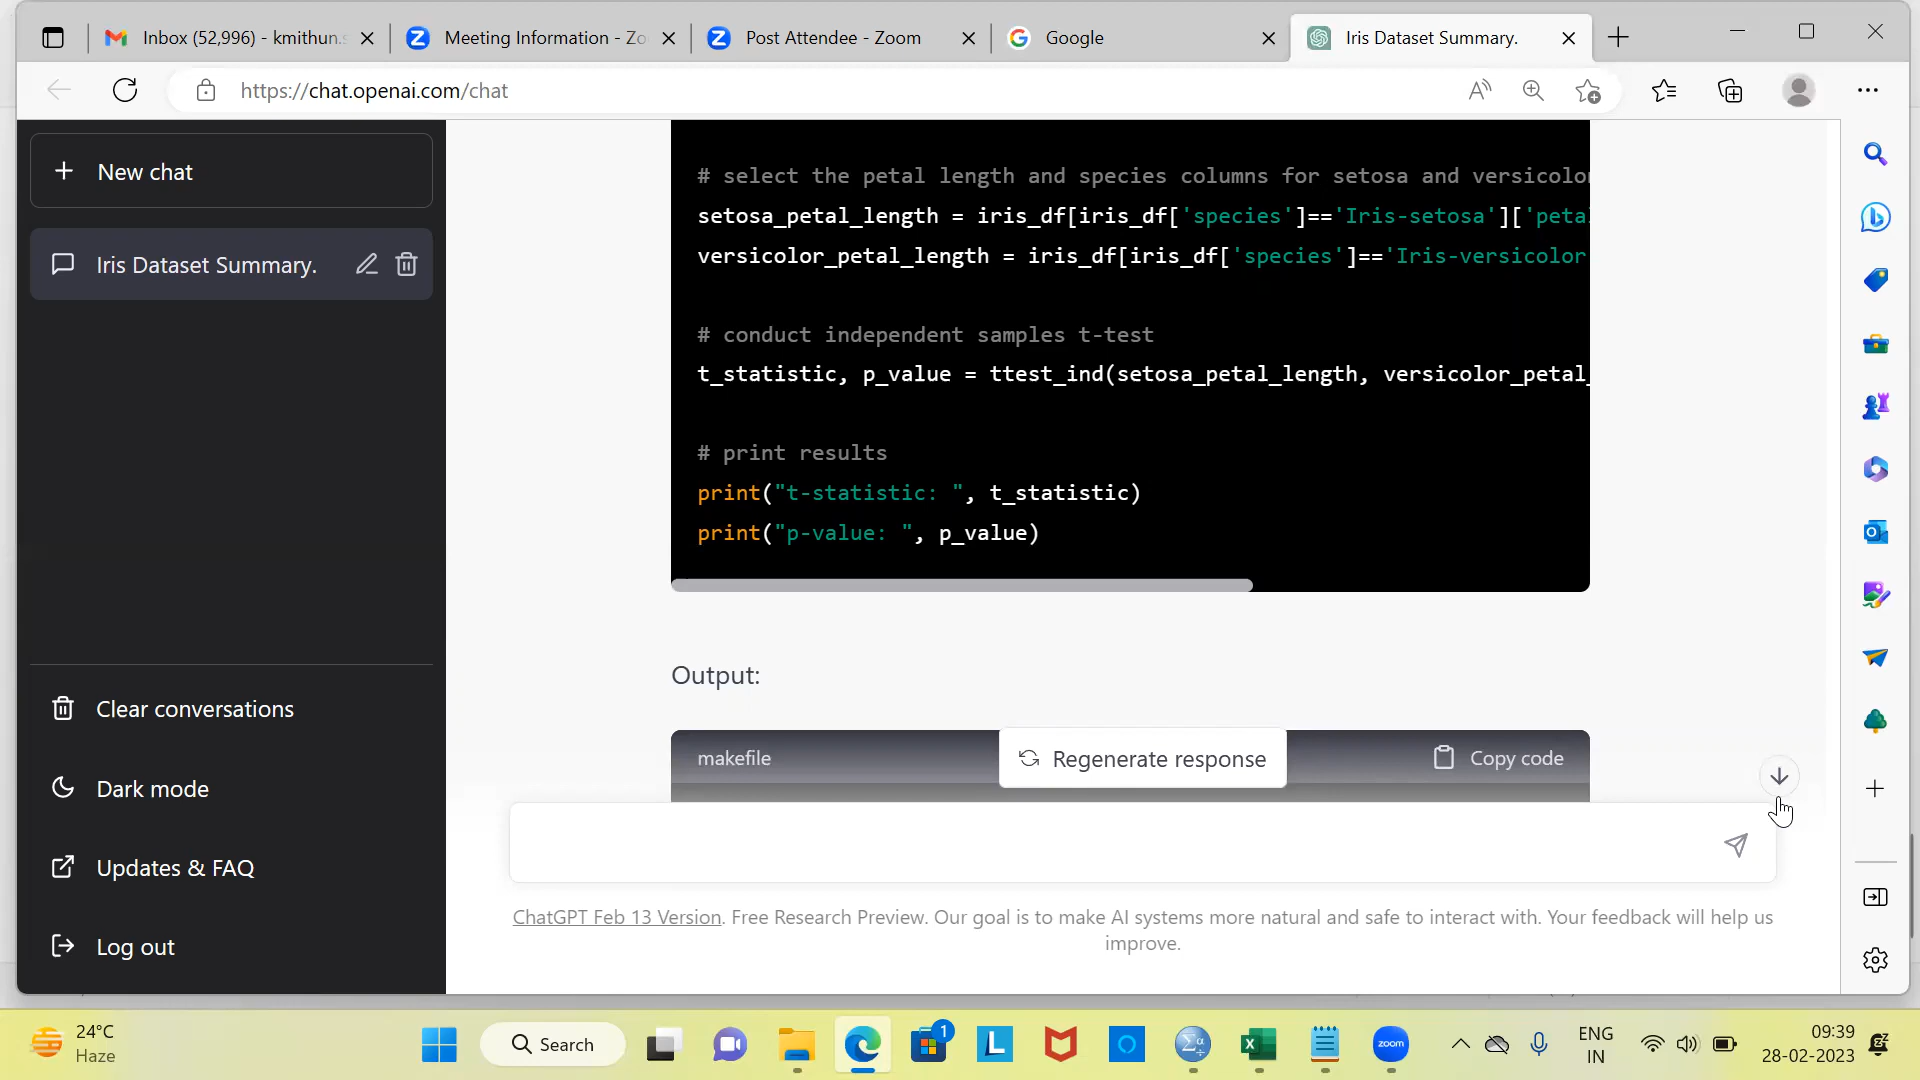 Inbox (52,996) - kmithun.s
Meeting Information - Zo
Post Attendee - Zoom
Google
Iris Dataset Summary.
https://chat.openai.com/chat
New chat
Iris Dataset Summary.
Clear conversations
Dark mode
Updates & FAQ
Log out
# select the petal length and species columns for setosa and versicolor
setosa_petal_length = iris_df[iris_df['species']=='Iris-setosa']['petal
versicolor_petal_length = iris_df[iris_df['species']=='Iris-versicolor
# conduct independent samples t-test
t_statistic, p_value = ttest_ind(setosa_petal_length, versicolor_petal_
# print results
print("t-statistic: ", t_statistic)
print("p-value: ", p_value)
Output:
makefile
Regenerate response
Copy code
ChatGPT Feb 13 Version. Free Research Preview. Our goal is to make AI systems more natural and safe to interact with. Your feedback will help us
improve.
24°C
Haze
Search
1
L
zoom
ENG
IN
09:39
28-02-2023